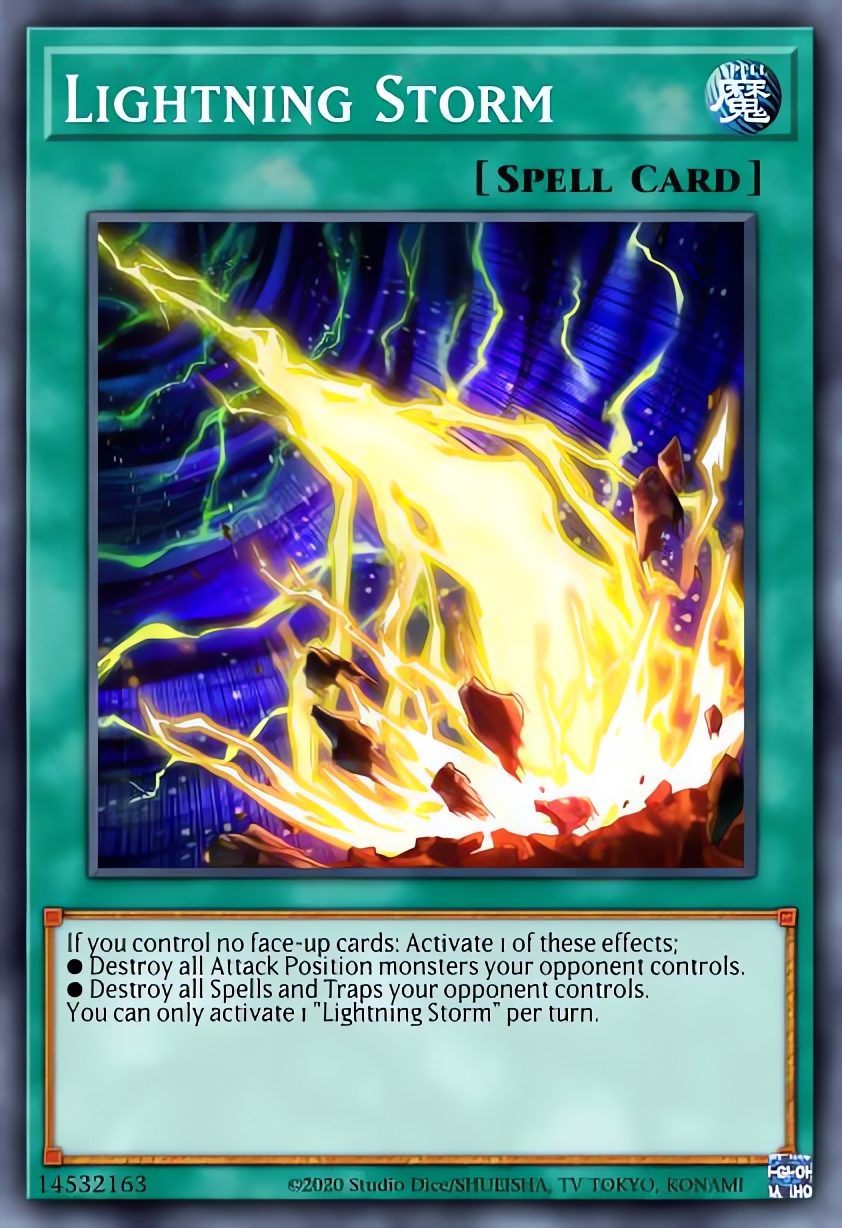 Lightning Storm
魔
[Spell Card]
If you control no face-up cards: Activate 1 of these effects;
● Destroy all Attack Position monsters your opponent controls.
● Destroy all Spells and Traps your opponent controls.
You can only activate 1 "Lightning Storm" per turn.
14532163
©2020 Studio Dice/SHUEISHA, TV TOKYO, KONAMI